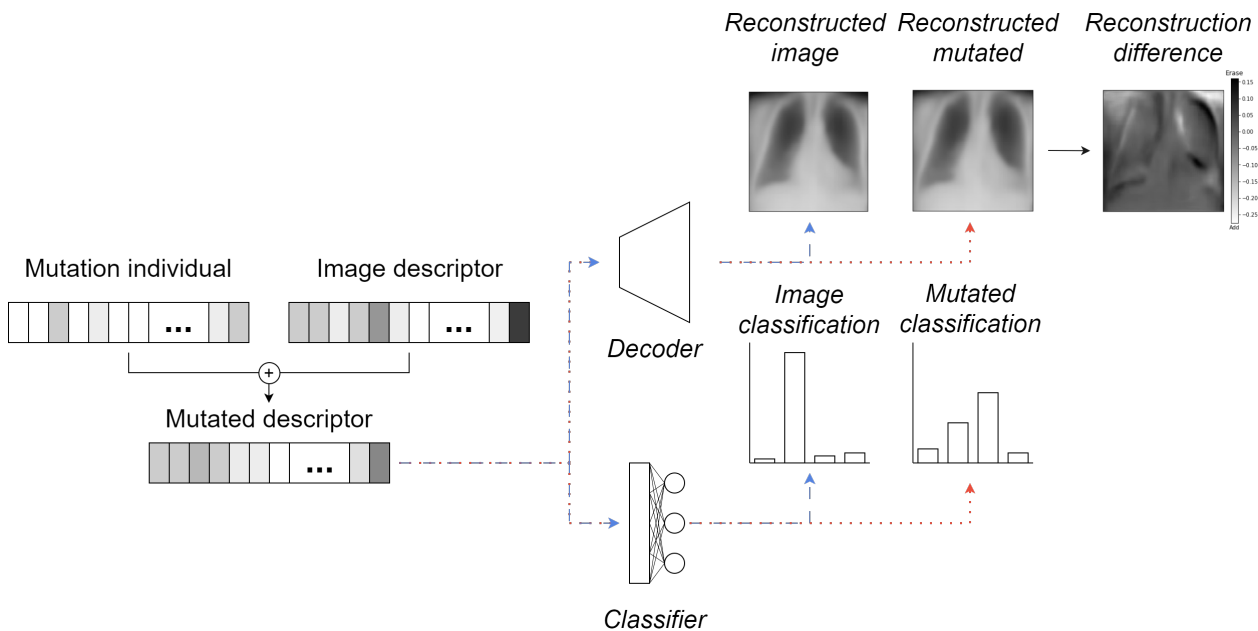 Reconstructed
image
Reconstructed
mutated
Reconstruction
difference
Erase
0.15
0.10
0.05
0.00
−0.05
−0.10
−0.15
−0.20
−0.25
Add
Mutation individual
Image descriptor
...
...
+
Mutated descriptor
...
Decoder
Image
classification
Mutated
classification
Classifier